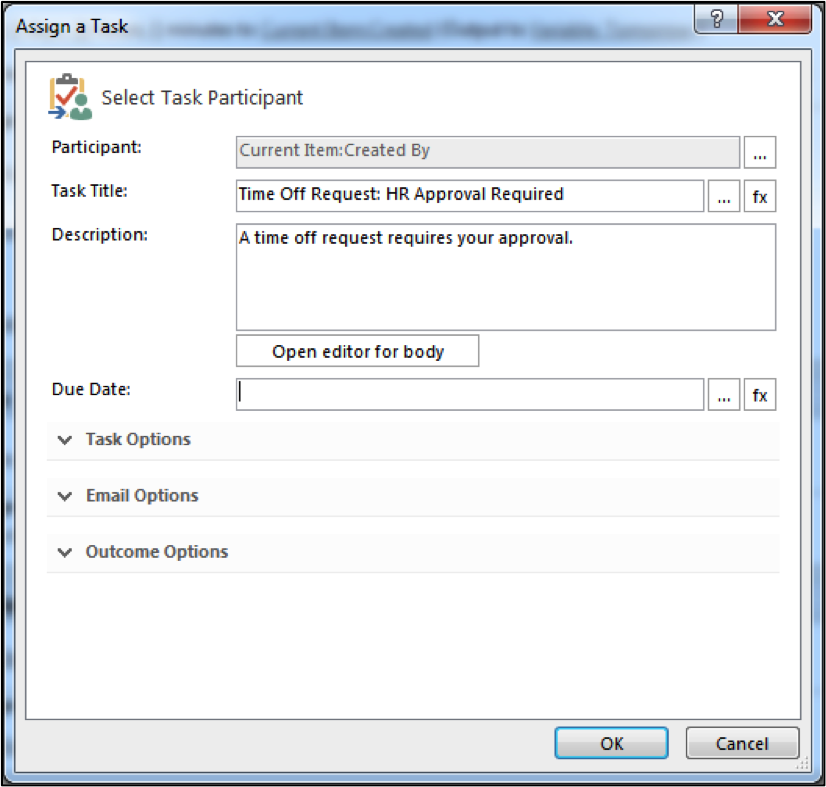 Assign a Task
Select Task Participant
Participant:
Current Item:Created By
...
Task Title:
Time Off Request: HR Approval Required
...
fx
Description:
A time off request requires your approval.
Open editor for body
Due Date:
...
fx
Task Options
Email Options
Outcome Options
OK
Cancel